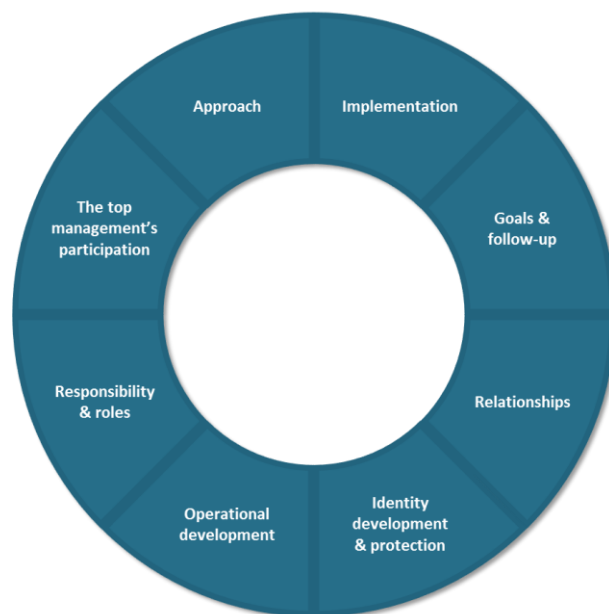 Approach
Implementation
Goals &
follow-up
Relationships
Identity
development
& protection
Operational
development
Responsibility
& roles
The top
management's
participation